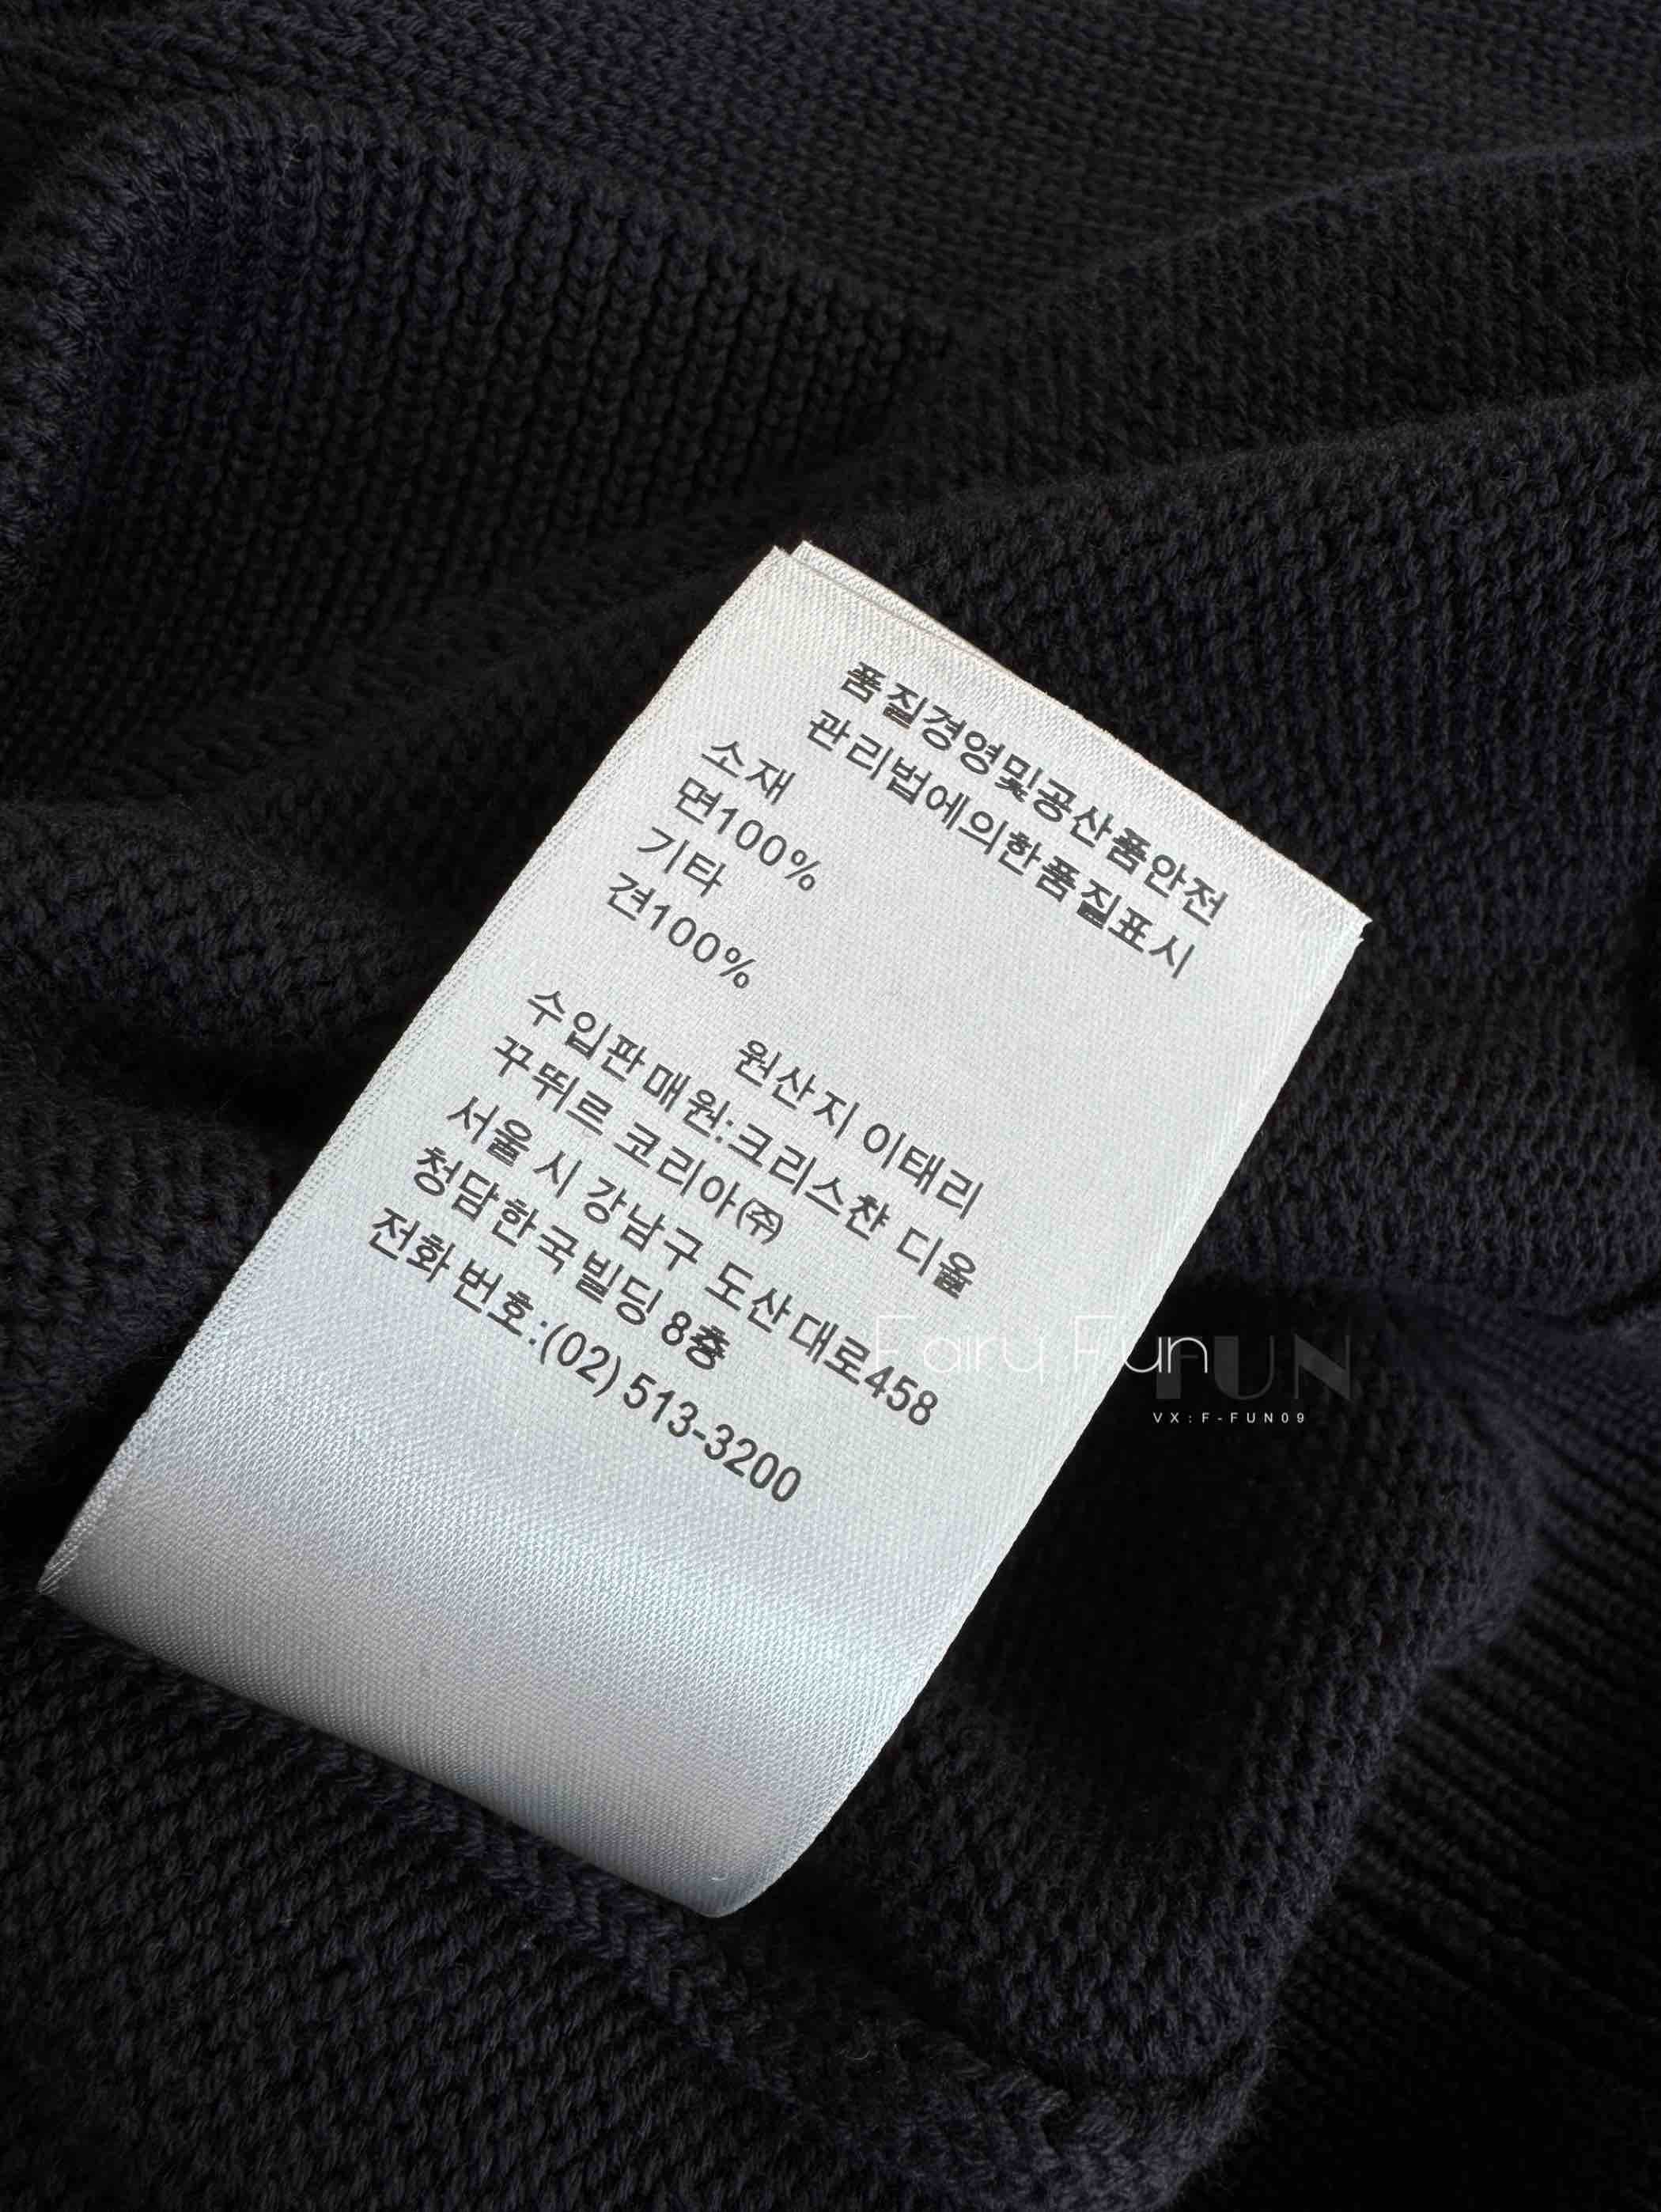 품질경영및공산품안전
관리법에의한품질표시
소재
면100%
기타
견100%
원산지 이태리
수입판매원:크리스챤 디올
꾸뛰르 코리아㈜
서울 시 강남구 도산대로458
청담한국빌딩 8층
전화번호:(02) 513-3200
Fairy Fun
FUN
VX:F-FUN09